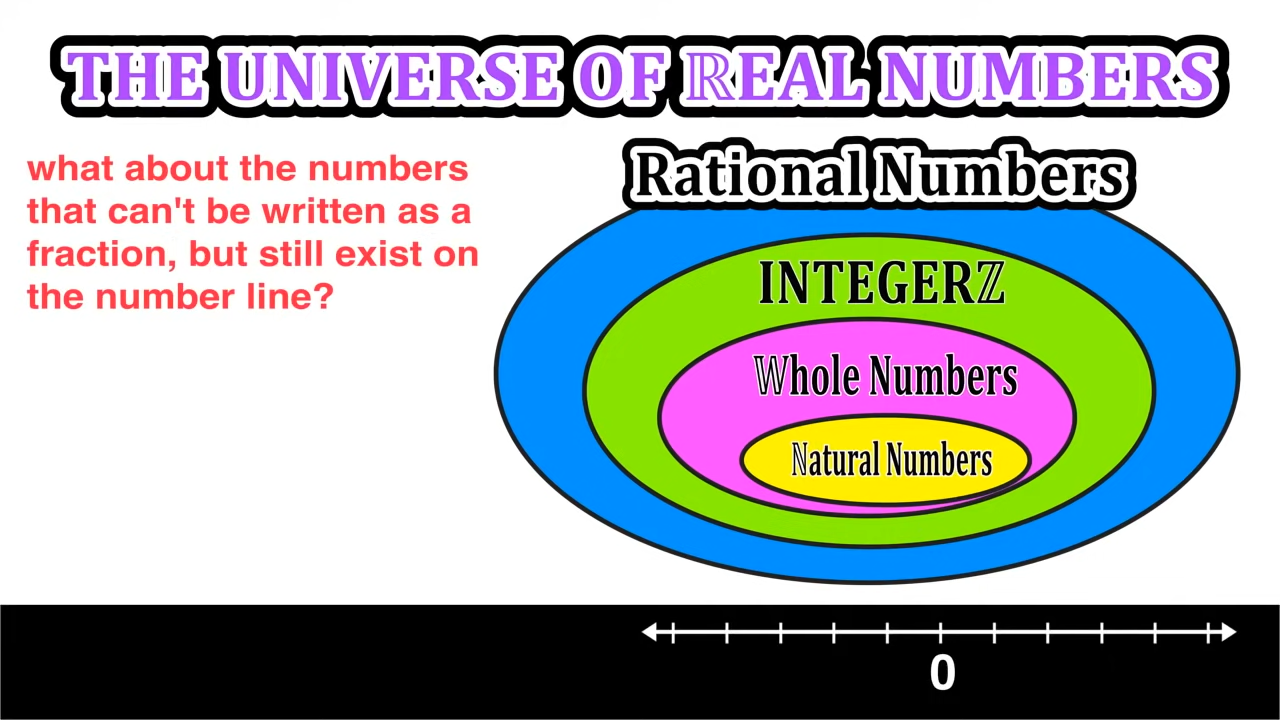 THE UNIVERSE OF ℝEAL NUMBERS
what about the numbers
that can't be written as a
fraction, but still exist on
the number line?
Rational Numbers
INTEGERℤ
𝕎hole Numbers
ℕatural Numbers
0